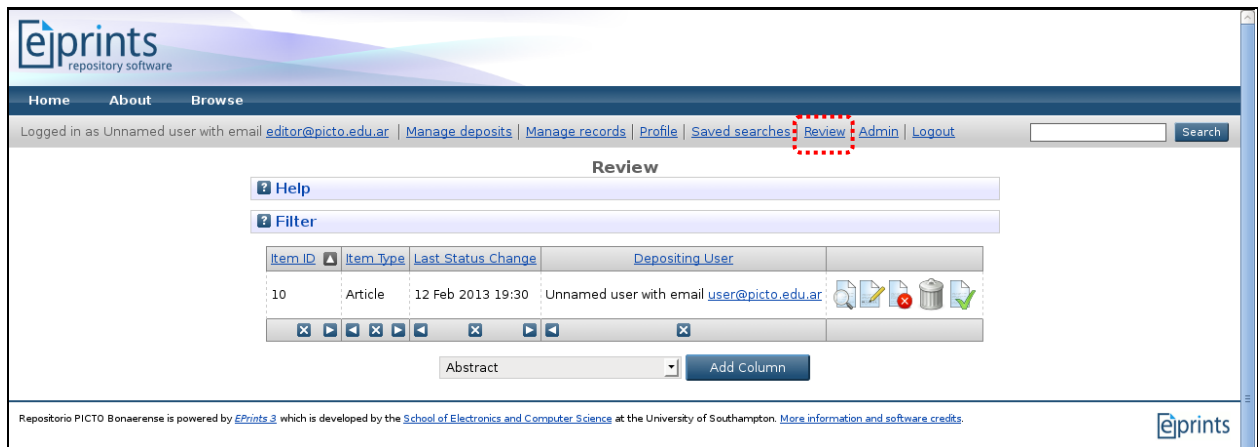 eprints
repository software
Home About Browse
Logged in as Unnamed user with email editor@picto.edu.ar | Manage deposits | Manage records | Profile | Saved searches | Review | Admin | Logout Search
Review
? Help
? Filter
Item ID Item Type Last Status Change Depositing User
10 Article 12 Feb 2013 19:30 Unnamed user with email user@picto.edu.ar
Abstract Add Column
Repositorio PICTO Bonaerense is powered by EPrints 3 which is developed by the School of Electronics and Computer Science at the University of Southampton. More information and software credits.
eprints